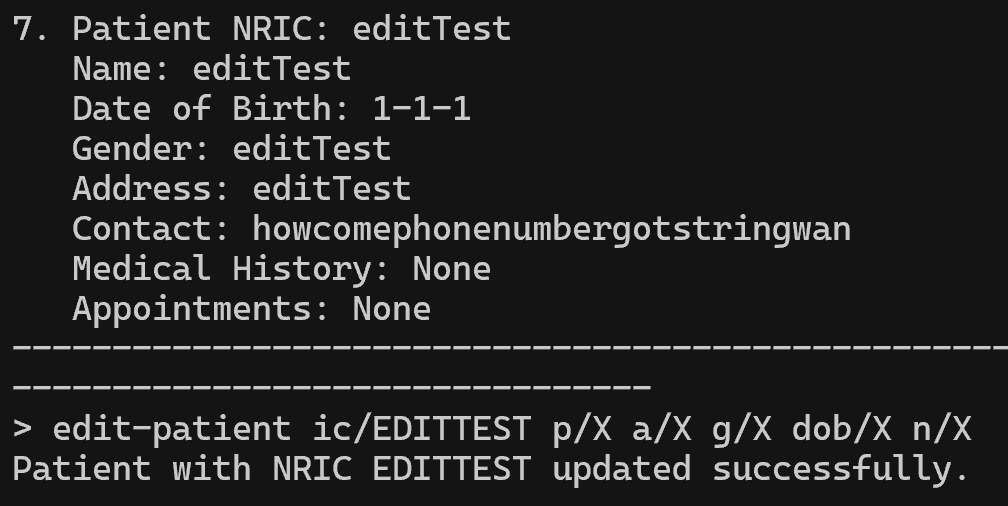 7. Patient NRIC: editTest
Name: editTest
Date of Birth: 1-1-1
Gender: editTest
Address: editTest
Contact: howcomephonenumbergotstringwan
Medical History: None
Appointments: None
--------------------------------------------------
--------------------------------
> edit-patient ic/EDITTEST p/X a/X g/X dob/X n/X
Patient with NRIC EDITTEST updated successfully.